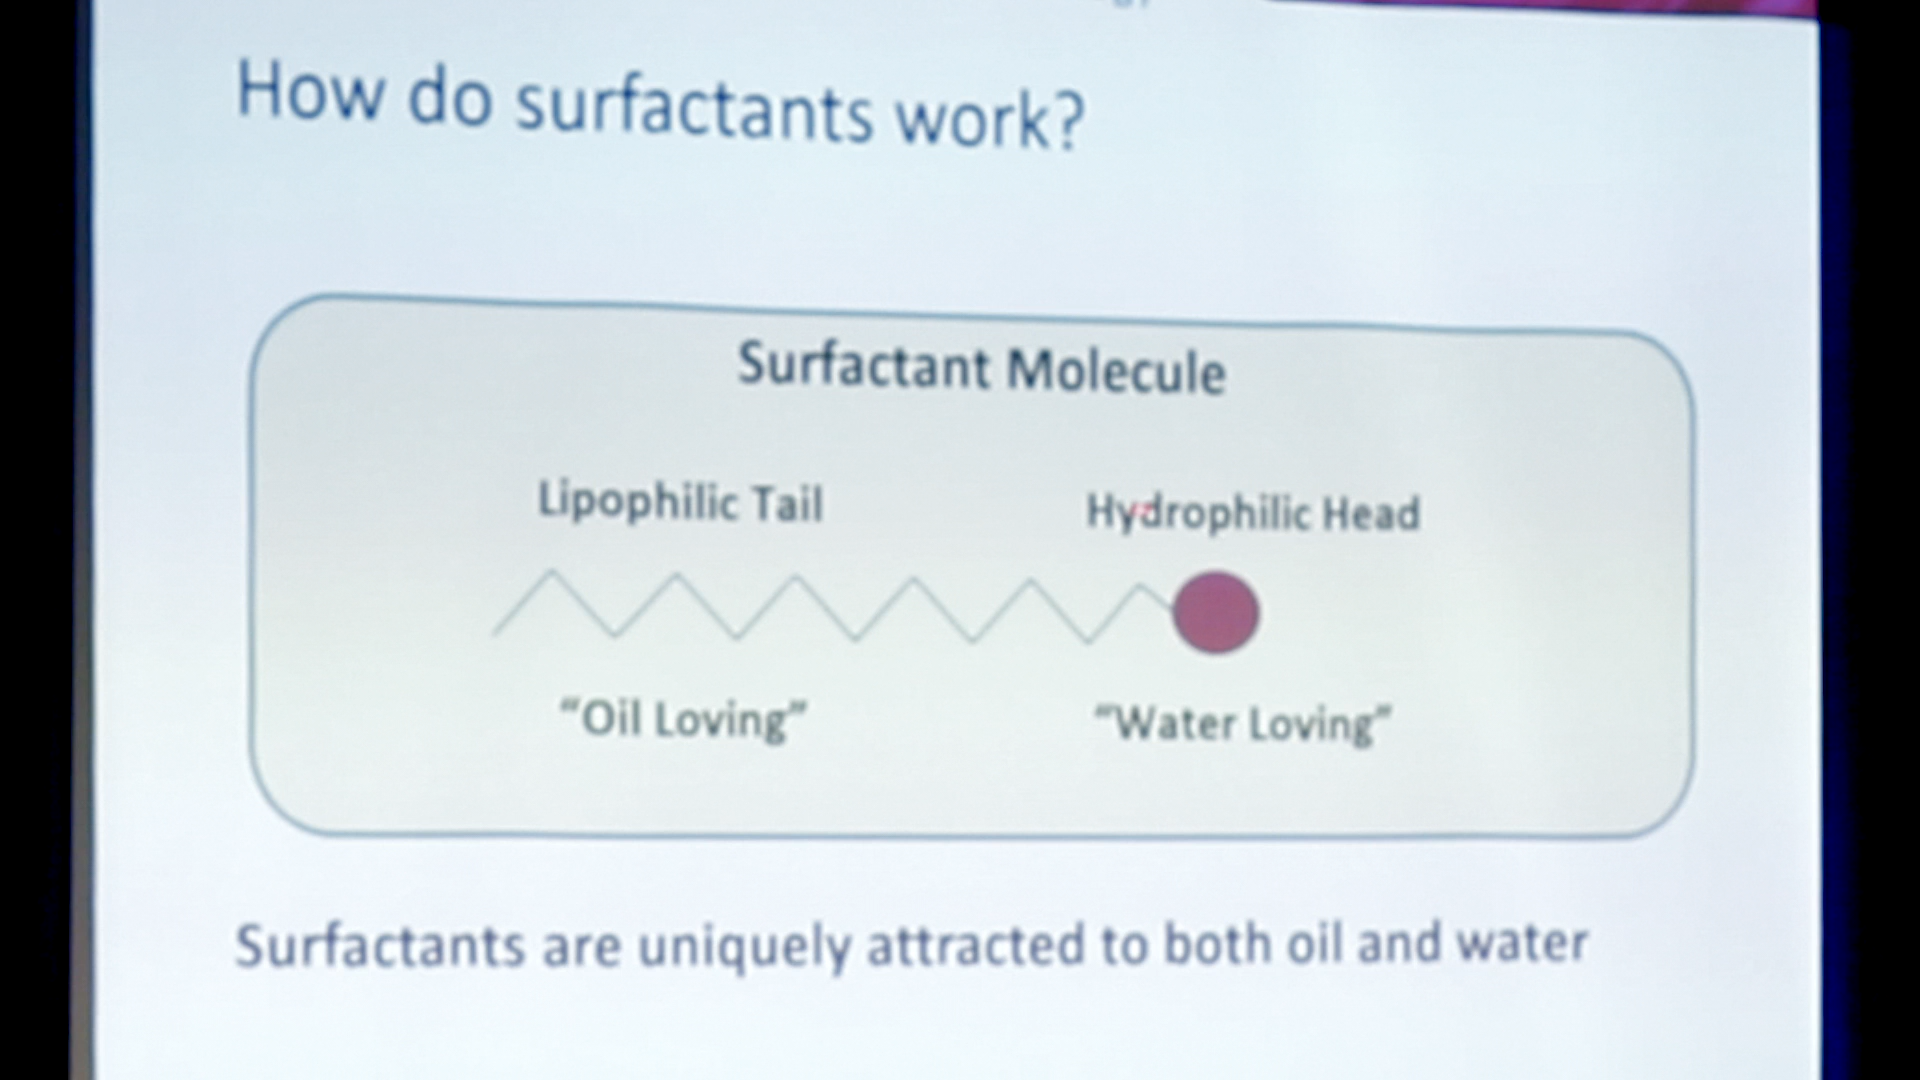 How do surfactants work?
Surfactant Molecule
Lipophilic Tail
Hydrophilic Head
“Oil Loving”
“Water Loving”
Surfactants are uniquely attracted to both oil and water